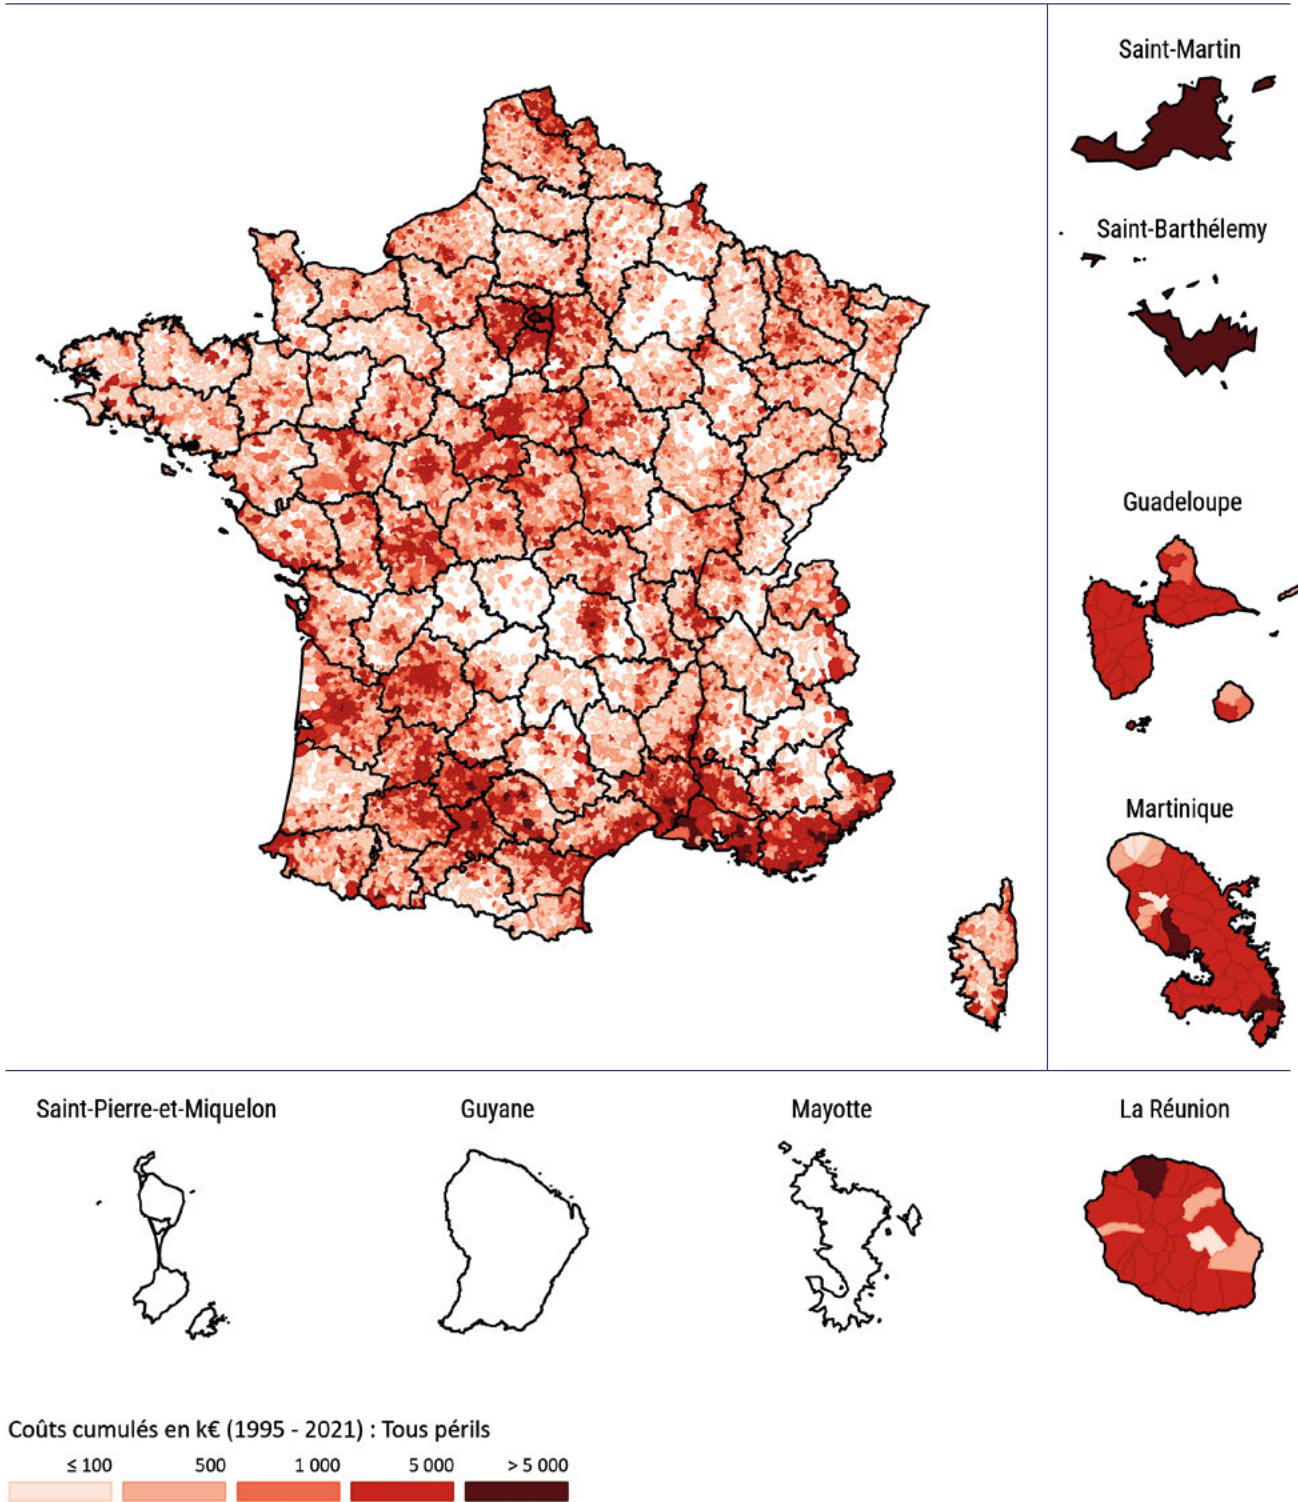 Saint-Martin
Saint-Barthélemy
Guadeloupe
Martinique
Saint-Pierre-et-Miquelon
Guyane
Mayotte
La Réunion
Coûts cumulés en k€ (1995 - 2021) : Tous périls
≤ 100 500 1 000 5 000 > 5 000